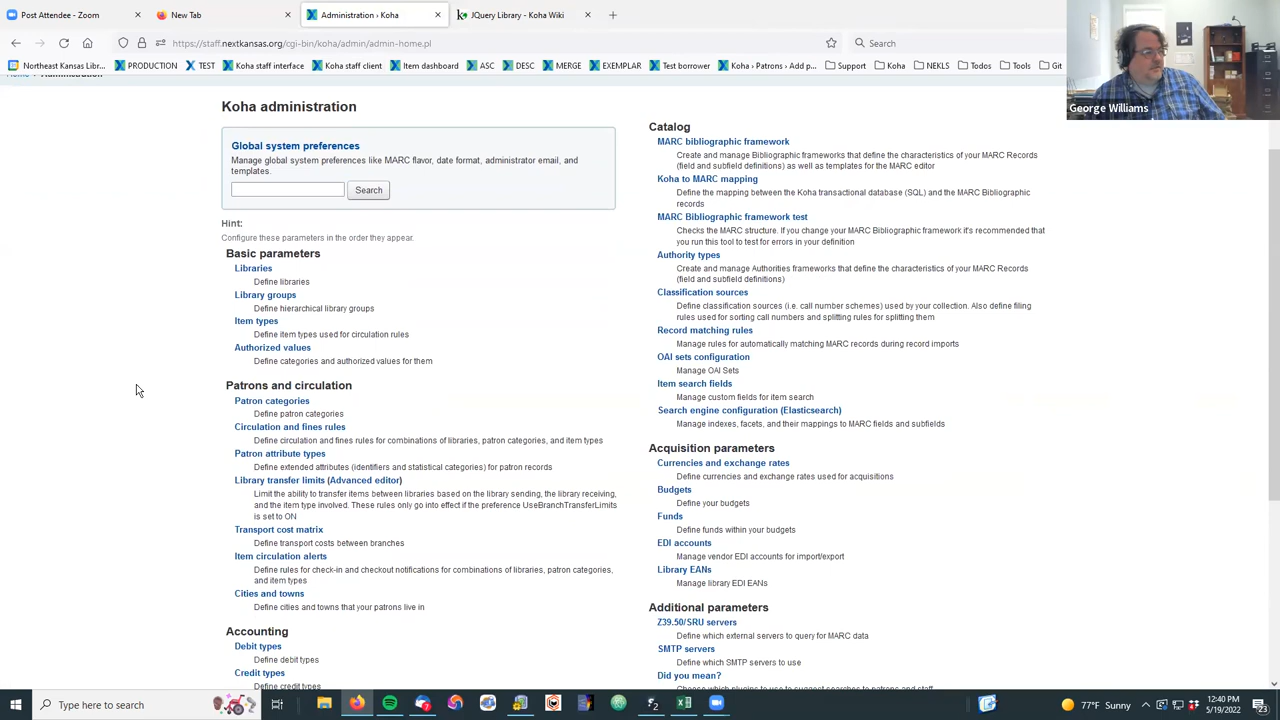 Post Attendee - Zoom
New Tab
Administration › Koha
JQuery Library - Koha Wiki
https://staff.nextkansas.org/cgi-bin/koha/admin/admin-home.pl
Search
Northeast Kansas Libr...
PRODUCTION
TEST
Koha staff interface
Koha staff client
Item dashboard
ASC
DESC
MERGE
EXEMPLAR
Test borrower
Koha › Patrons › Add p...
Support
Koha
NEKLS
Todos
Tools
Git
George Williams
Koha administration
Global system preferences
Manage global system preferences like MARC flavor, date format, administrator email, and
templates.
Search
Hint:
Configure these parameters in the order they appear.
Basic parameters
Libraries
Define libraries
Library groups
Define hierarchical library groups
Item types
Define item types used for circulation rules
Authorized values
Define categories and authorized values for them
Patrons and circulation
Patron categories
Define patron categories
Circulation and fines rules
Define circulation and fines rules for combinations of libraries, patron categories, and item types
Patron attribute types
Define extended attributes (identifiers and statistical categories) for patron records
Library transfer limits (Advanced editor)
Limit the ability to transfer items between libraries based on the library sending, the library receiving,
and the item type involved. These rules only go into effect if the preference UseBranchTransferLimits
is set to ON
Transport cost matrix
Define transport costs between branches
Item circulation alerts
Define rules for check-in and checkout notifications for combinations of libraries, patron categories,
and item types
Cities and towns
Define cities and towns that your patrons live in
Accounting
Debit types
Define debit types
Credit types
Define credit types
Catalog
MARC bibliographic framework
Create and manage Bibliographic frameworks that define the characteristics of your MARC Records
(field and subfield definitions) as well as templates for the MARC editor
Koha to MARC mapping
Define the mapping between the Koha transactional database (SQL) and the MARC Bibliographic
records
MARC Bibliographic framework test
Checks the MARC structure. If you change your MARC Bibliographic framework it's recommended that
you run this tool to test for errors in your definition
Authority types
Create and manage Authorities frameworks that define the characteristics of your MARC Records
(field and subfield definitions)
Classification sources
Define classification sources (i.e. call number schemes) used by your collection. Also define filing
rules used for sorting call numbers and splitting rules for splitting them
Record matching rules
Manage rules for automatically matching MARC records during record imports
OAI sets configuration
Manage OAI Sets
Item search fields
Manage custom fields for item search
Search engine configuration (Elasticsearch)
Manage indexes, facets, and their mappings to MARC fields and subfields
Acquisition parameters
Currencies and exchange rates
Define currencies and exchange rates used for acquisitions
Budgets
Define your budgets
Funds
Define funds within your budgets
EDI accounts
Manage vendor EDI accounts for import/export
Library EANs
Manage library EDI EANs
Additional parameters
Z39.50/SRU servers
Define which external servers to query for MARC data
SMTP servers
Define which SMTP servers to use
Did you mean?
Choose which plugins to use to suggest searches to patrons and staff
Type here to search
77°F Sunny
12:40 PM
5/19/2022
23